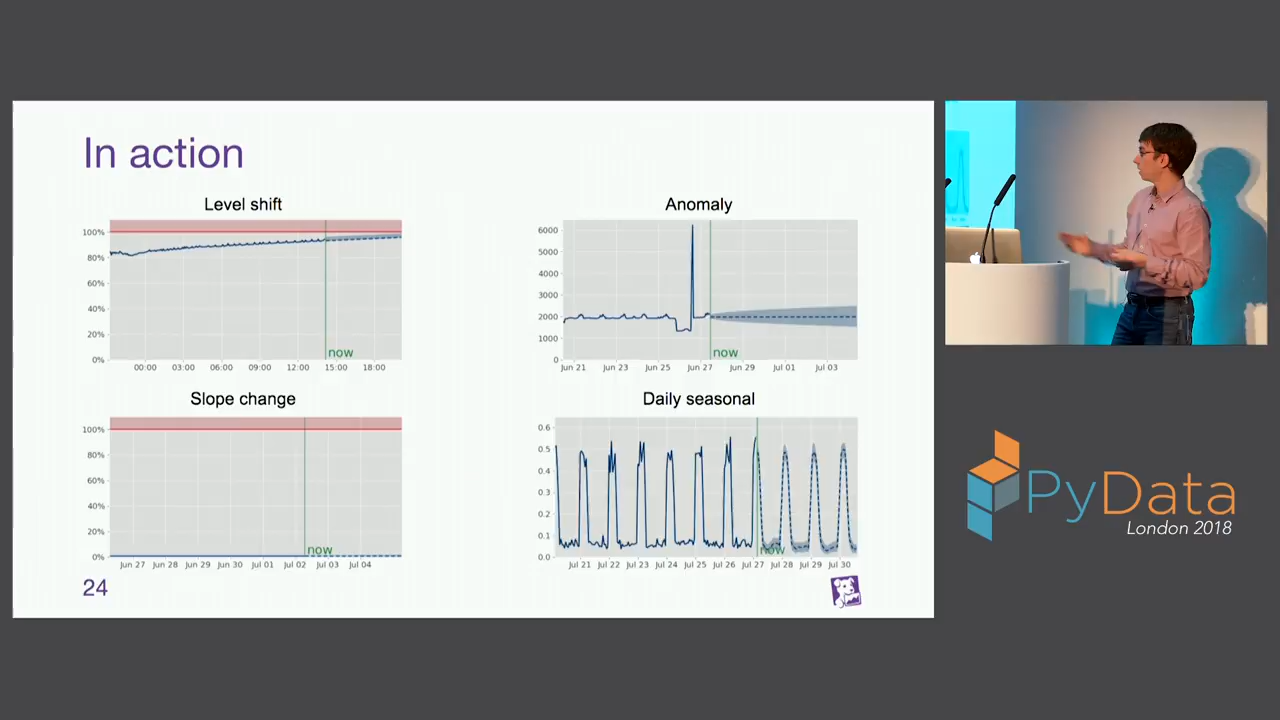 In action
Level shift
100%
80%
60%
40%
20%
0%
now
00:00 03:00 06:00 09:00 12:00 15:00 18:00
Anomaly
6000
5000
4000
3000
2000
1000
0
now
Jun 21 Jun 23 Jun 25 Jun 27 Jun 29 Jul 01 Jul 03
Slope change
100%
80%
60%
40%
20%
0%
now
Jun 27 Jun 28 Jun 29 Jun 30 Jul 01 Jul 02 Jul 03 Jul 04
Daily seasonal
0.6
0.5
0.4
0.3
0.2
0.1
0.0
now
Jul 21 Jul 22 Jul 23 Jul 24 Jul 25 Jul 26 Jul 27 Jul 28 Jul 29 Jul 30
24
PyData
London 2018